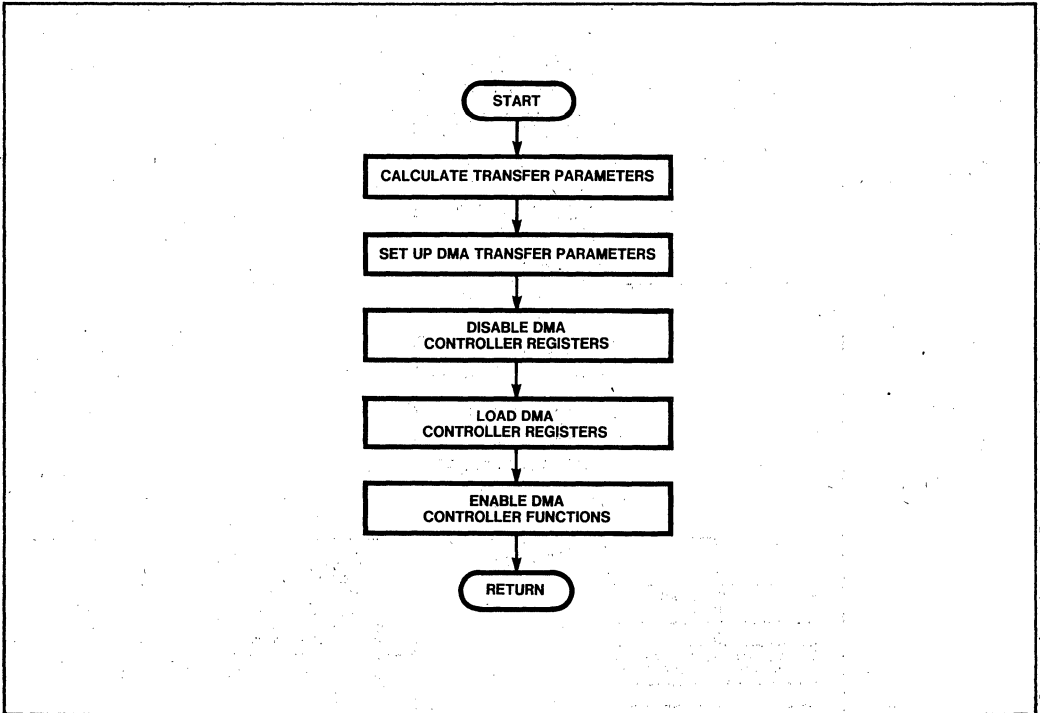 START
CALCULATE TRANSFER PARAMETERS
SET UP DMA TRANSFER PARAMETERS
DISABLE DMA
CONTROLLER REGISTERS
LOAD DMA
CONTROLLER REGISTERS
ENABLE DMA
CONTROLLER FUNCTIONS
RETURN